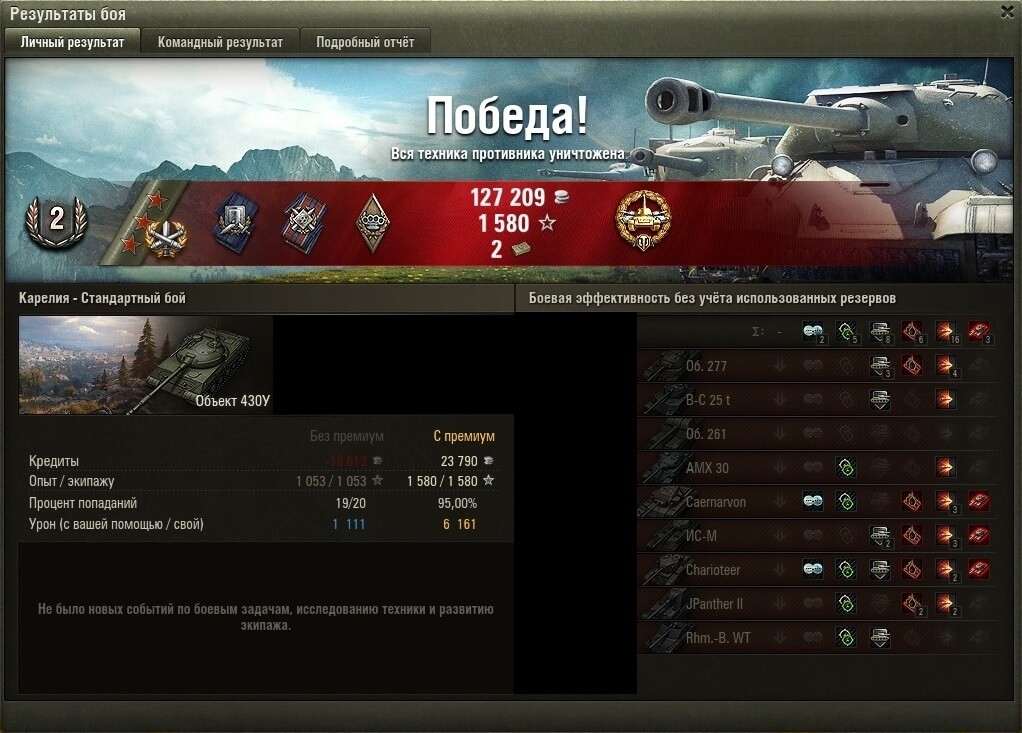 Результаты боя
Личный результат Командный результат Подробный отчёт
Победа!
Вся техника противника уничтожена
2
127 209
1 580
2
Карелия - Стандартный бой
Боевая эффективность без учёта использованных резервов
Объект 430У
Без премиум С премиум
Кредиты -18 613 23 790
Опыт / экипажу 1 053 / 1 053 1 580 / 1 580
Процент попаданий 19/20 95,00%
Урон (с вашей помощью / свой) 1 111 6 161
Не было новых событий по боевым задачам, исследованию техники и развитию
экипажа.
Σ: - 2 5 8 6 16 3
Об. 277 3 4
B-C 25 t
Об. 261
AMX 30
Caernarvon 3
ИС-М 2 3
Charioteer 2
JPanther II 2 2
Rhm.-B. WT